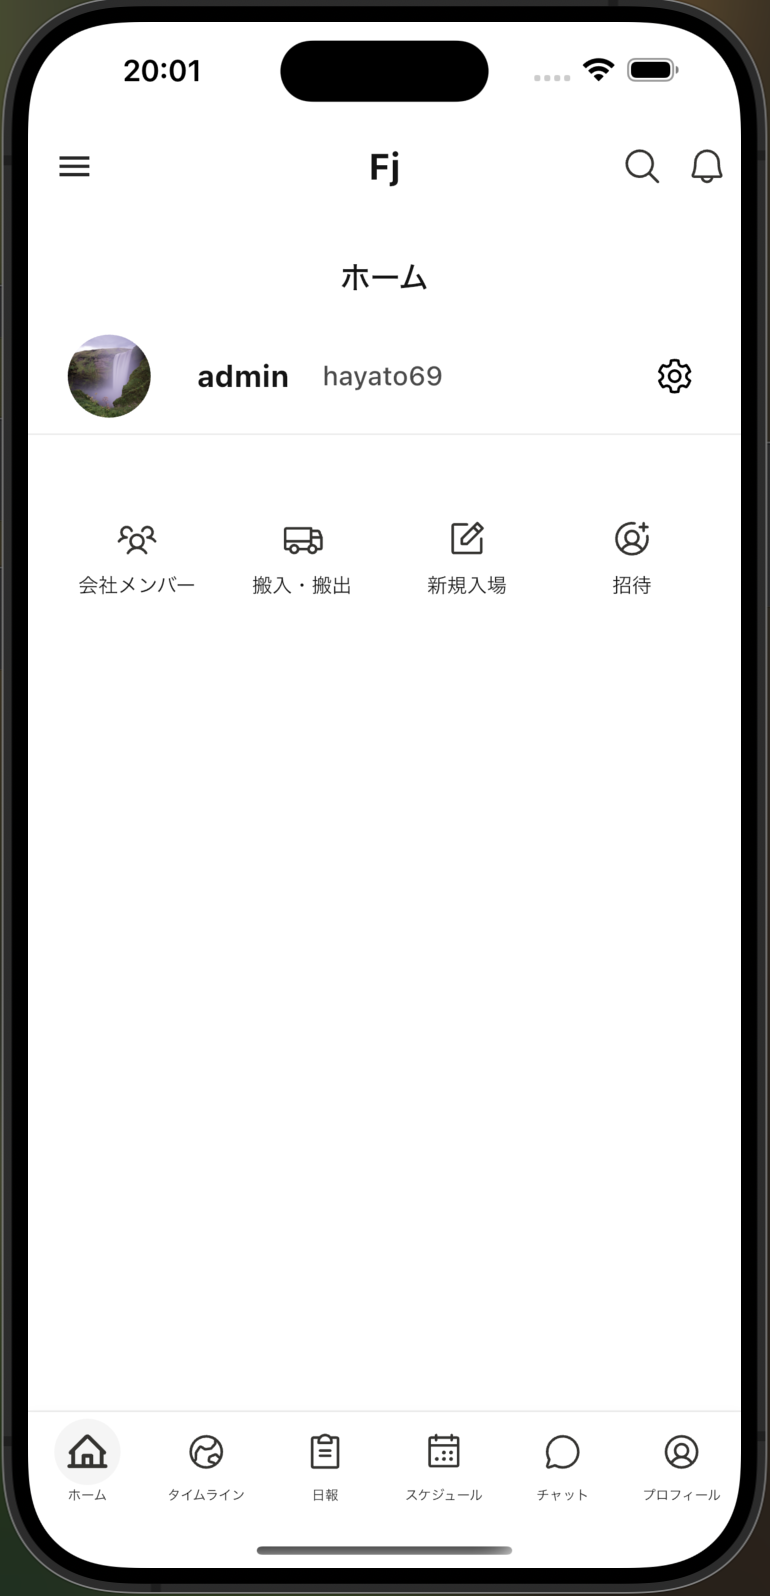 20:01
Fj
ホーム
admin hayato69
会社メンバー 搬入・搬出 新規入場 招待
ホーム タイムライン 日報 スケジュール チャット プロフィール